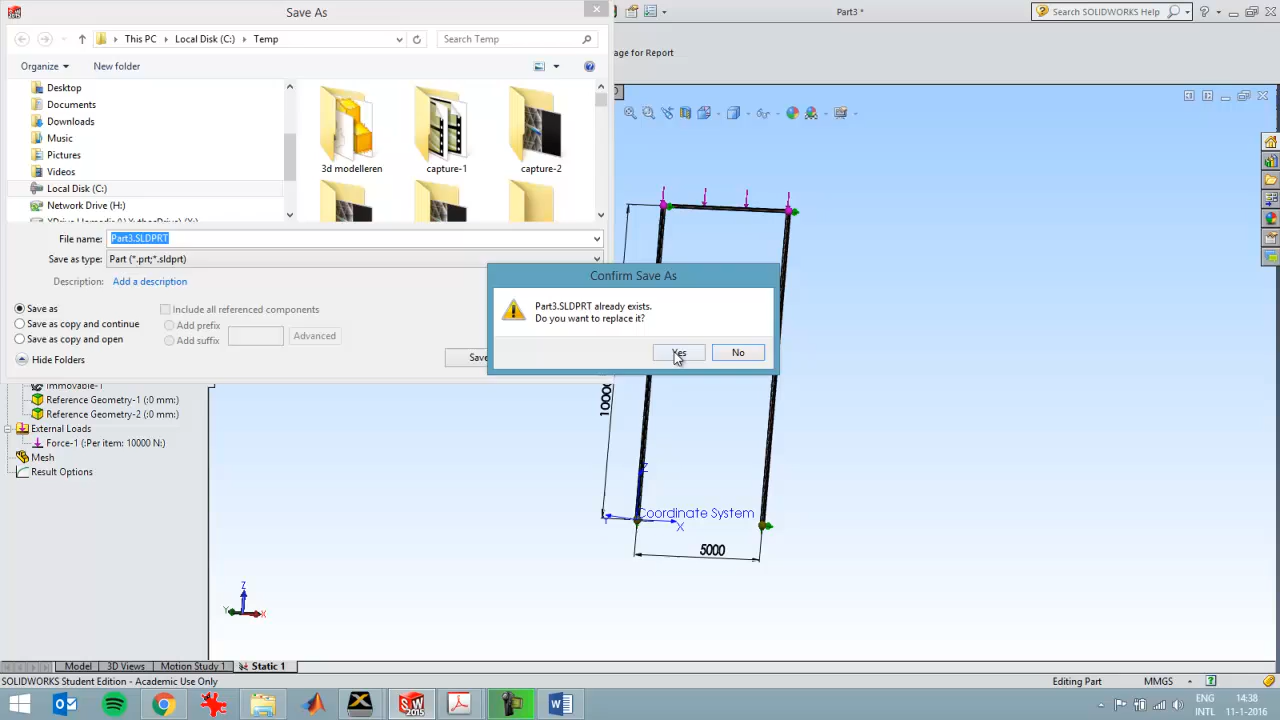 Save As
Part3 *
Search SOLIDWORKS Help
This PC
Local Disk (C:)
Temp
Search Temp
age for Report
Organize
New folder
Desktop
Documents
Downloads
Music
Pictures
Videos
Local Disk (C:)
Network Drive (H:)
3d modelleren
capture-1
capture-2
File name:
Part3.SLDPRT
Save as type:
Part (*.prt;*.sldprt)
Description:
Add a description
Save as
Save as copy and continue
Save as copy and open
Include all referenced components
Add prefix
Add suffix
Advanced
Hide Folders
Save
Confirm Save As
Part3.SLDPRT already exists.
Do you want to replace it?
Yes
No
Immovable-1
Reference Geometry-1 (:0 mm:)
Reference Geometry-2 (:0 mm:)
External Loads
Force-1 (:Per item: 10000 N:)
Mesh
Result Options
Z
Coordinate System
Y
X
5000
Z
Y
X
Model
3D Views
Motion Study 1
Static 1
SOLIDWORKS Student Edition - Academic Use Only
Editing Part
MMGS
ENG
INTL
14:38
11-1-2016